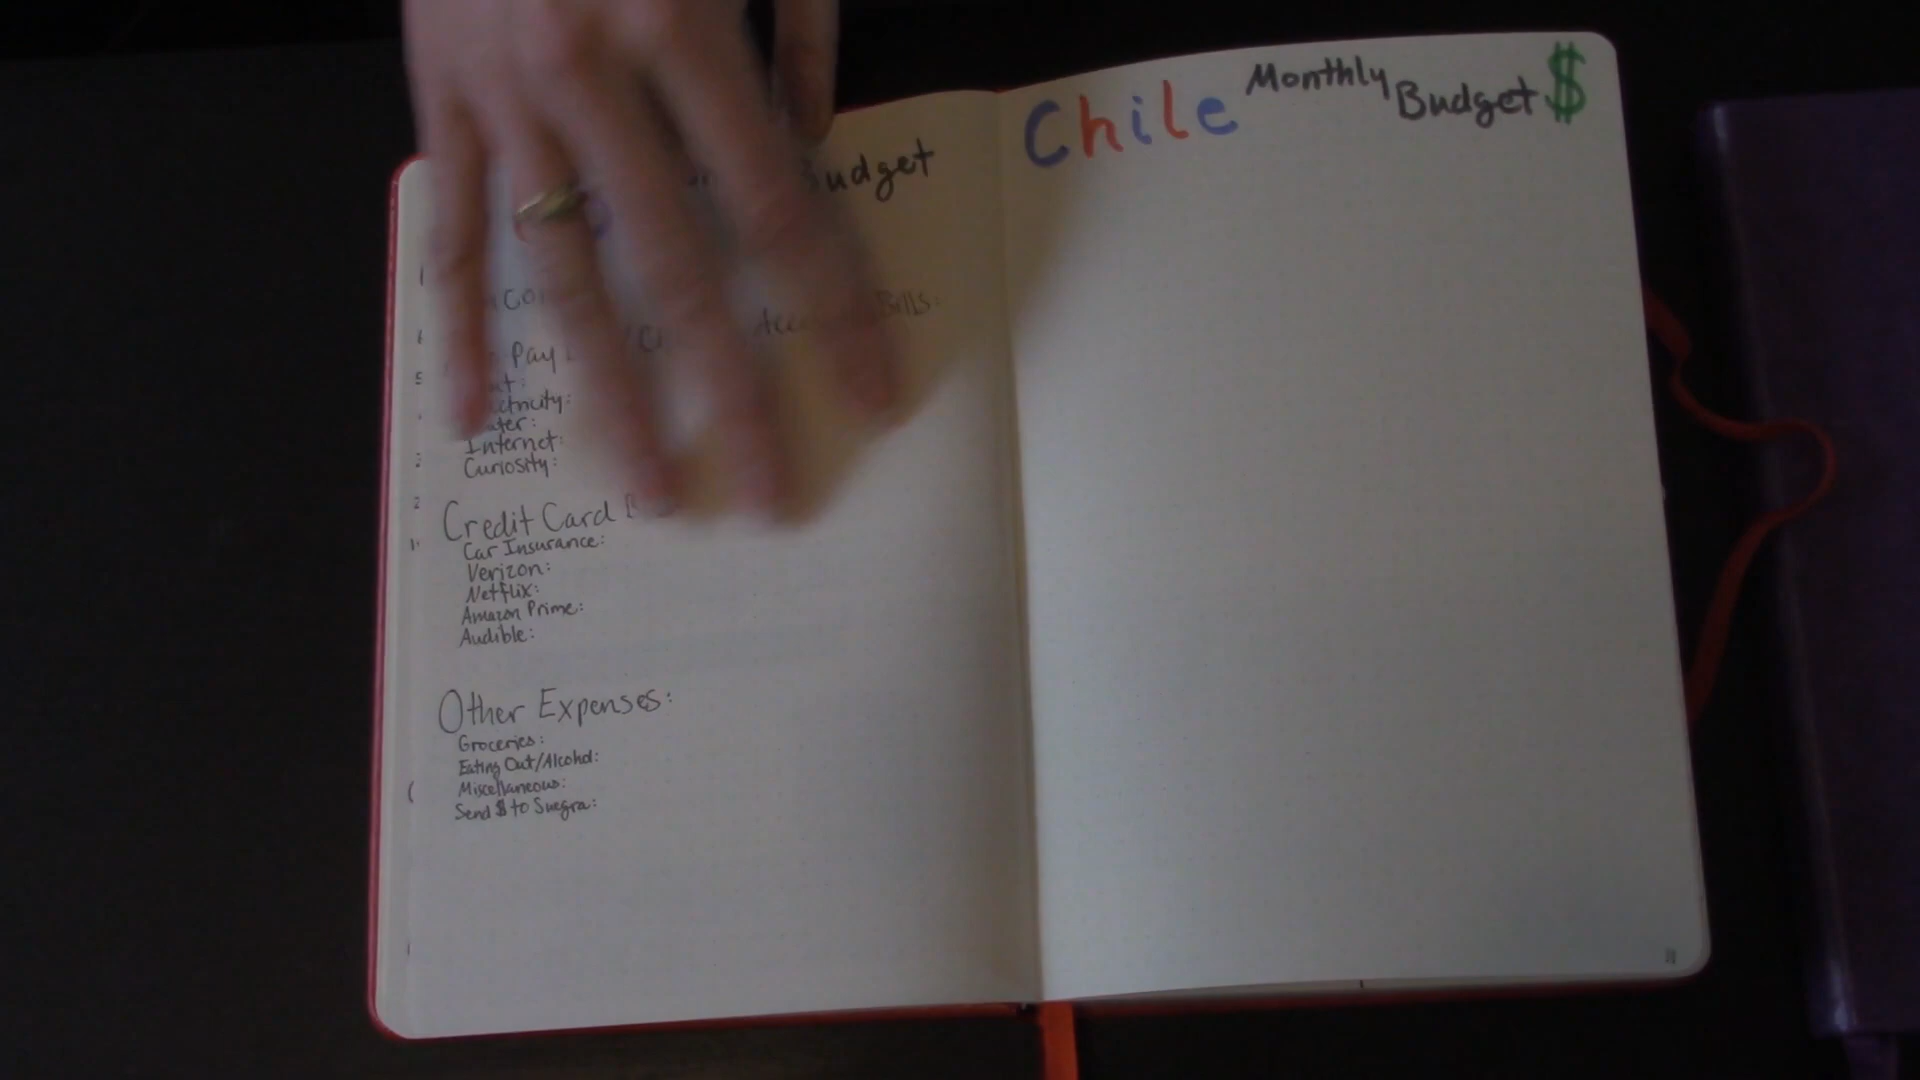 Budget
Pay
Bills:
Internet:
Curiosity:
Credit Card
Car Insurance:
Verizon:
Netflix:
Amazon Prime:
Audible:
Other Expenses:
Groceries:
Eating Out/Alcohol:
Miscellaneous:
Send $ to Suegra:
Chile Monthly Budget $